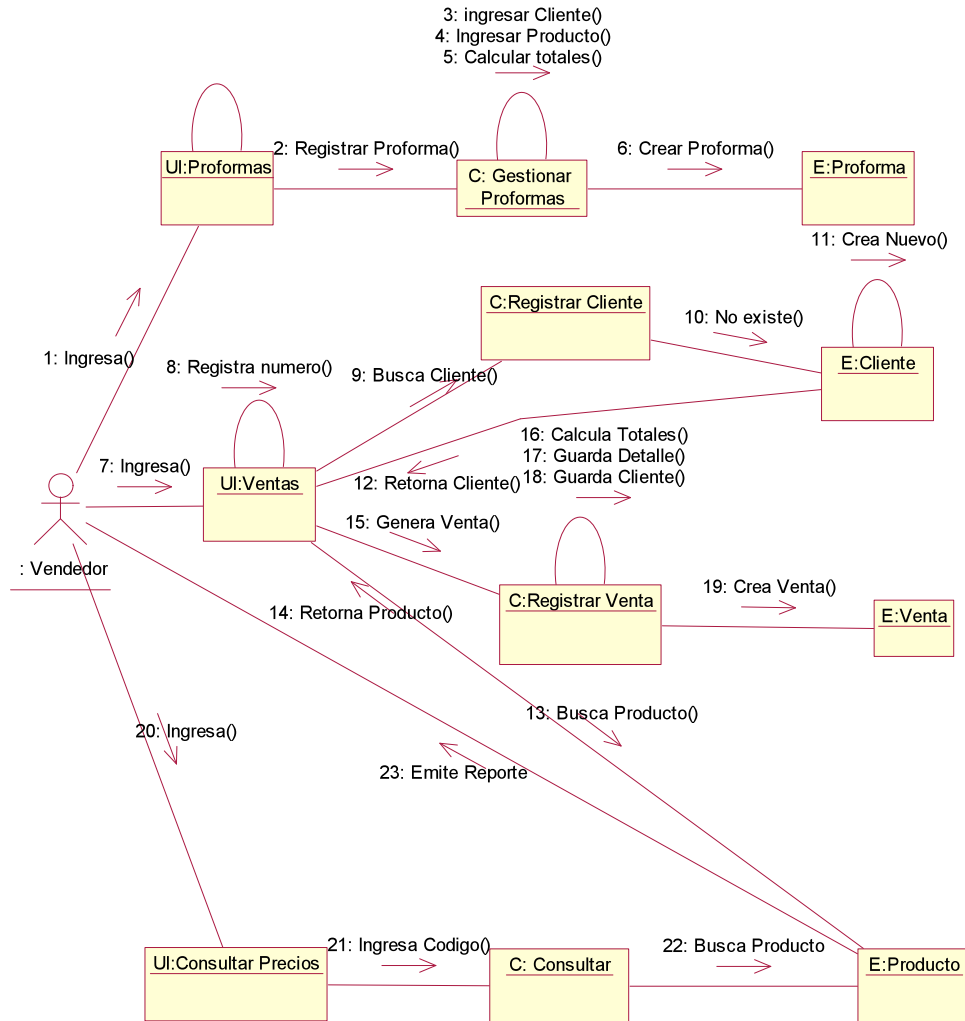 3: ingresar Cliente()
4: Ingresar Producto()
5: Calcular totales()
2: Registrar Proforma()
6: Crear Proforma()
UI:Proformas
C: Gestionar
Proformas
E:Proforma
11: Crea Nuevo()
C:Registrar Cliente
10: No existe()
1: Ingresa()
8: Registra numero()
9: Busca Cliente()
E:Cliente
16: Calcula Totales()
17: Guarda Detalle()
18: Guarda Cliente()
7: Ingresa()
UI:Ventas
12: Retorna Cliente()
15: Genera Venta()
: Vendedor
14: Retorna Producto()
C:Registrar Venta
19: Crea Venta()
E:Venta
13: Busca Producto()
20: Ingresa()
23: Emite Reporte
21: Ingresa Codigo()
22: Busca Producto
UI:Consultar Precios
C: Consultar
E:Producto